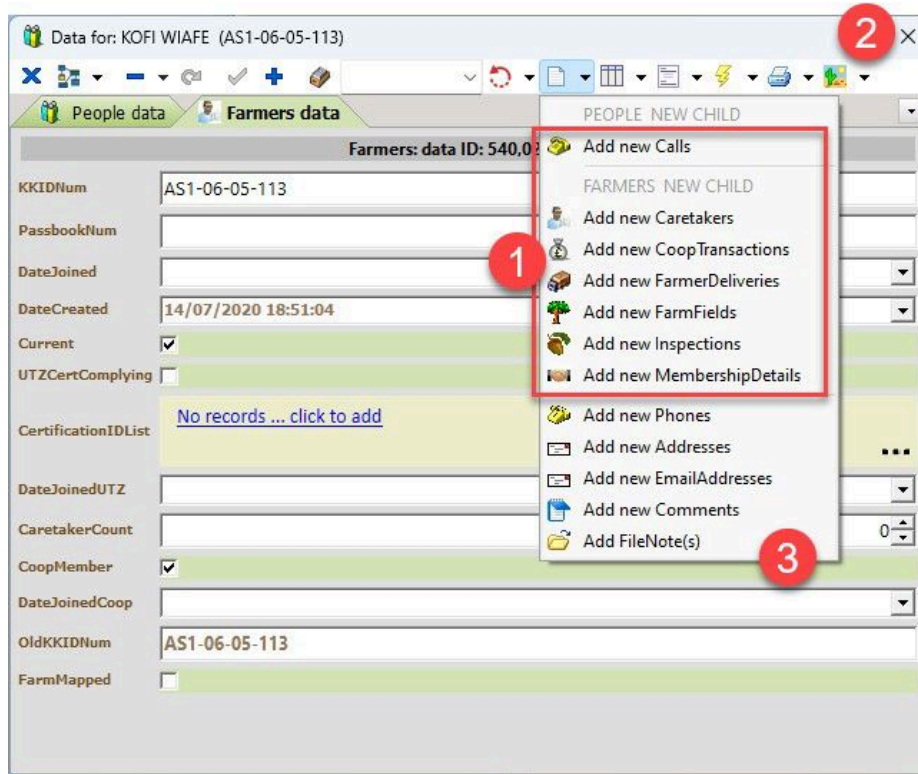 Data for: KOFI WIAFE (AS1-06-05-113)
2
People data
Farmers data
Farmers: data ID: 540,02
KKIDNum AS1-06-05-113
PassbookNum
DateJoined
DateCreated 14/07/2020 18:51:04
Current
UTZCertComplying
CertificationIDList No records ... click to add
DateJoinedUTZ
CaretakerCount 0
CoopMember
DateJoinedCoop
OldKKIDNum AS1-06-05-113
FarmMapped
PEOPLE NEW CHILD
Add new Calls
FARMERS NEW CHILD
Add new Caretakers
Add new CoopTransactions
1
Add new FarmerDeliveries
Add new FarmFields
Add new Inspections
Add new MembershipDetails
Add new Phones
Add new Addresses
Add new EmailAddresses
Add new Comments
Add FileNote(s)
3